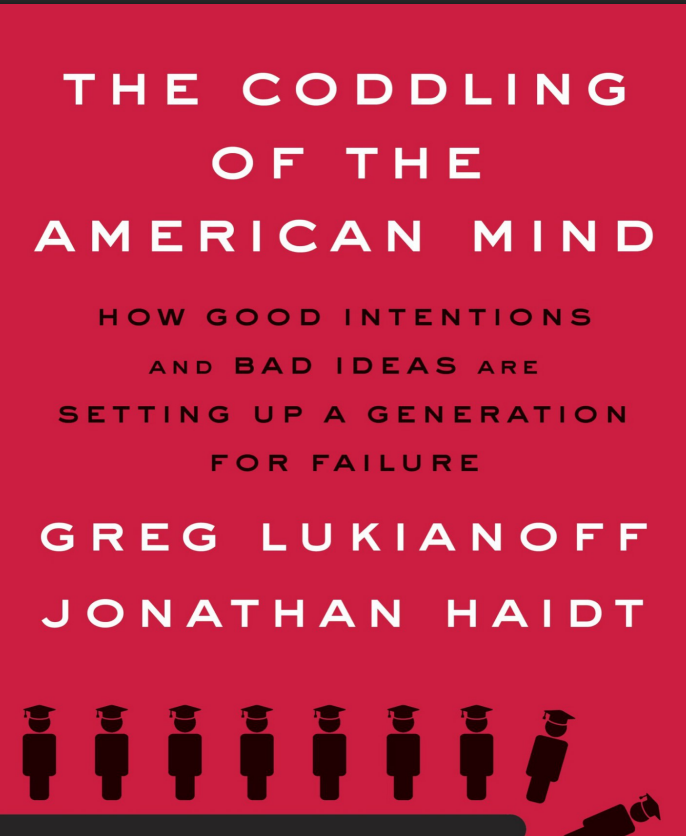 THE CODDLING
OF THE
AMERICAN MIND
HOW GOOD INTENTIONS
AND BAD IDEAS ARE
SETTING UP A GENERATION
FOR FAILURE
GREG LUKIANOFF
JONATHAN HAIDT